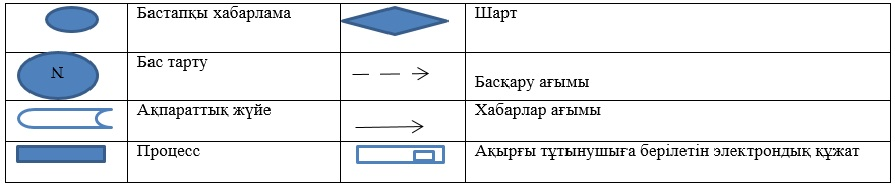 Бастапқы хабарлама Шарт
N Бас тарту Басқару ағымы
Ақпараттық жүйе Хабарлар ағымы
Процесс Ақырғы тұтынушыға берілетін электрондық құжат